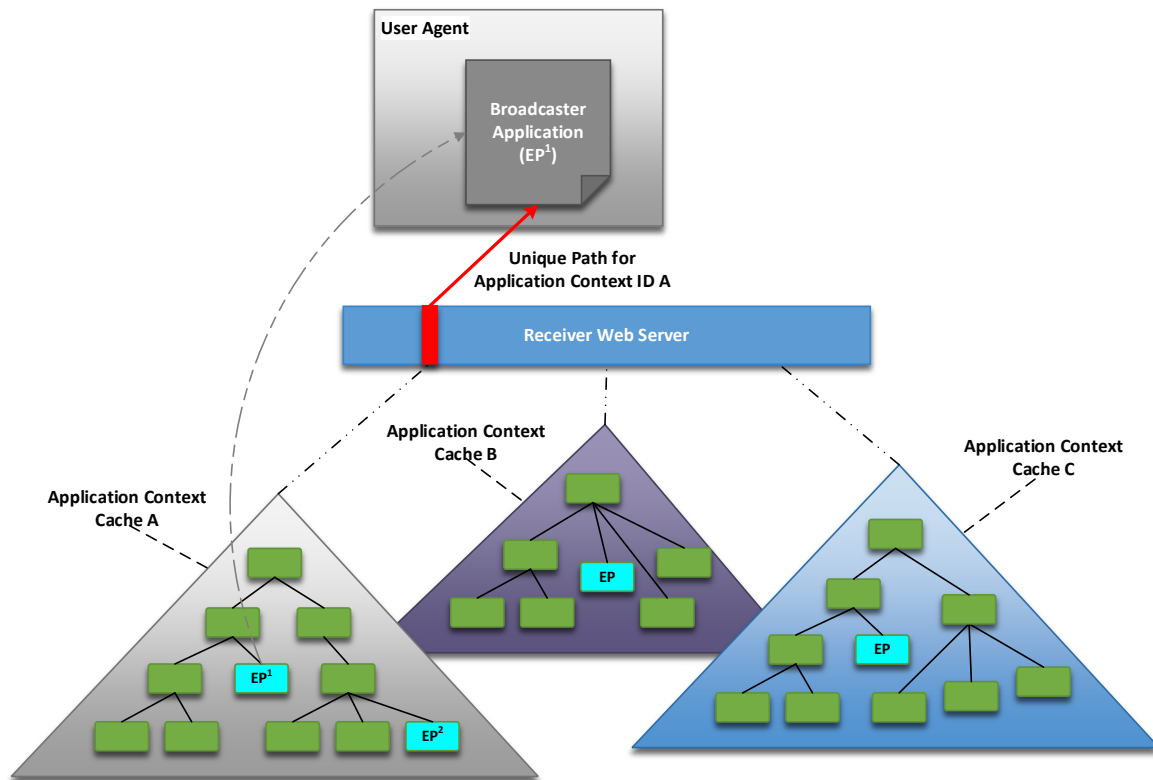 User Agent
Broadcaster
Application
(EP¹)
Unique Path for
Application Context ID A
Receiver Web Server
Application Context
Cache B
Application Context
Cache C
Application Context
Cache A
EP
EP
EP¹
EP²